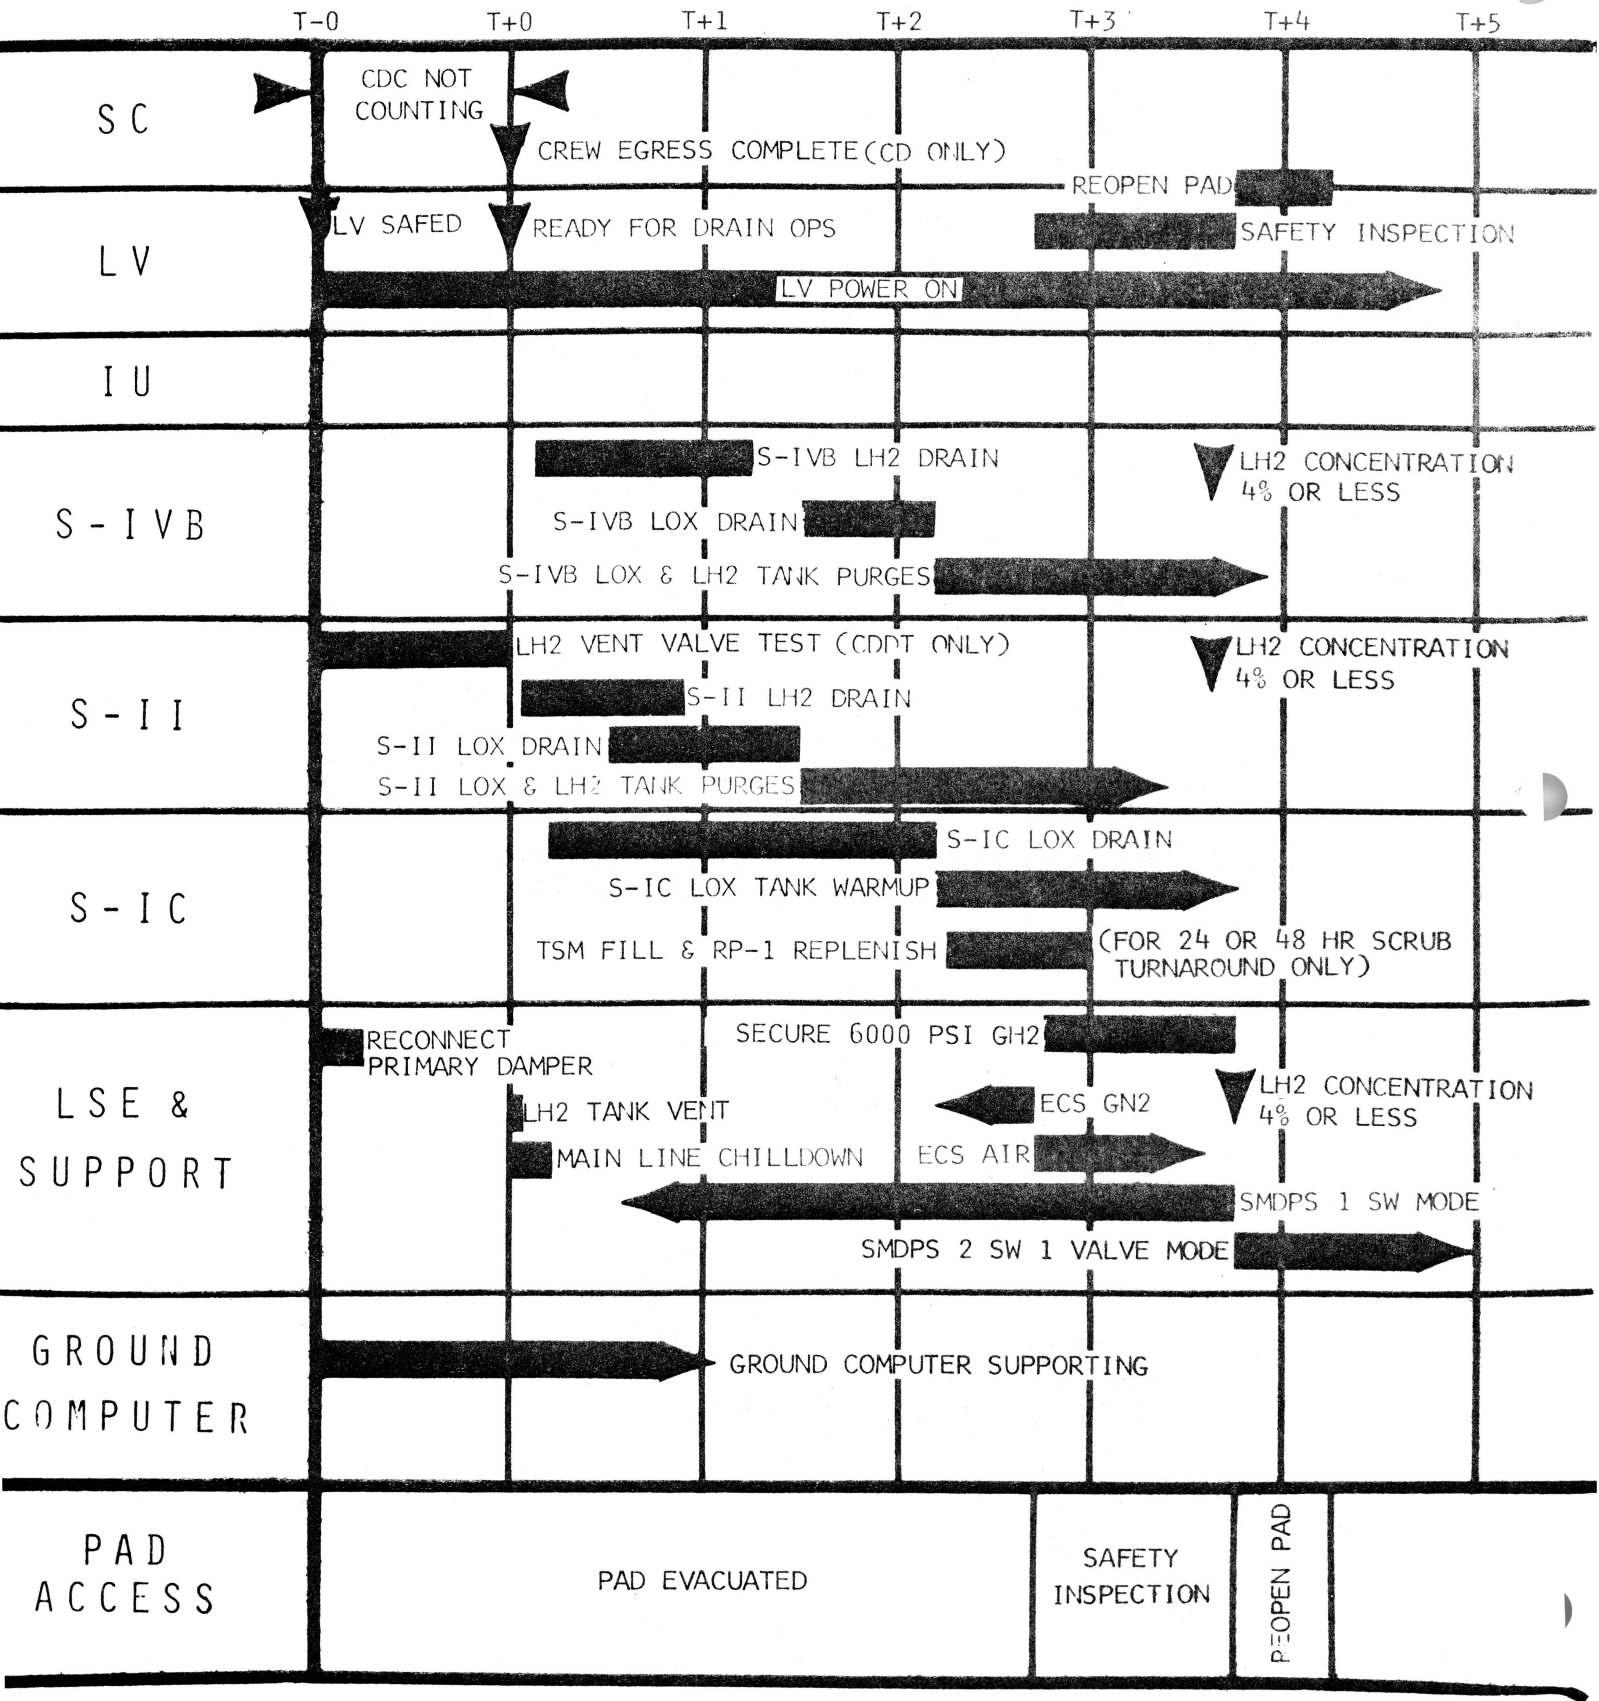 T-0 T+0 T+1 T+2 T+3 T+4 T+5
SC
CDC NOT
COUNTING
CREW EGRESS COMPLETE (CD ONLY)
REOPEN PAD
LV
LV SAFED
READY FOR DRAIN OPS
SAFETY INSPECTION
LV POWER ON
IU
S-IVB
S-IVB LH2 DRAIN
LH2 CONCENTRATION
4% OR LESS
S-IVB LOX DRAIN
S-IVB LOX & LH2 TANK PURGES
S-II
LH2 VENT VALVE TEST (CDDT ONLY)
LH2 CONCENTRATION
4% OR LESS
S-II LH2 DRAIN
S-II LOX DRAIN
S-II LOX & LH2 TANK PURGES
S-IC
S-IC LOX DRAIN
S-IC LOX TANK WARMUP
TSM FILL & RP-1 REPLENISH
(FOR 24 OR 48 HR SCRUB
TURNAROUND ONLY)
LSE &
SUPPORT
SECURE 6000 PSI GH2
RECONNECT
PRIMARY DAMPER
LH2 CONCENTRATION
4% OR LESS
ECS GN2
LH2 TANK VENT
MAIN LINE CHILLDOWN
ECS AIR
SMDPS 1 SW MODE
SMDPS 2 SW 1 VALVE MODE
GROUND
COMPUTER
GROUND COMPUTER SUPPORTING
PAD
ACCESS
PAD EVACUATED
SAFETY
INSPECTION
REOPEN PAD